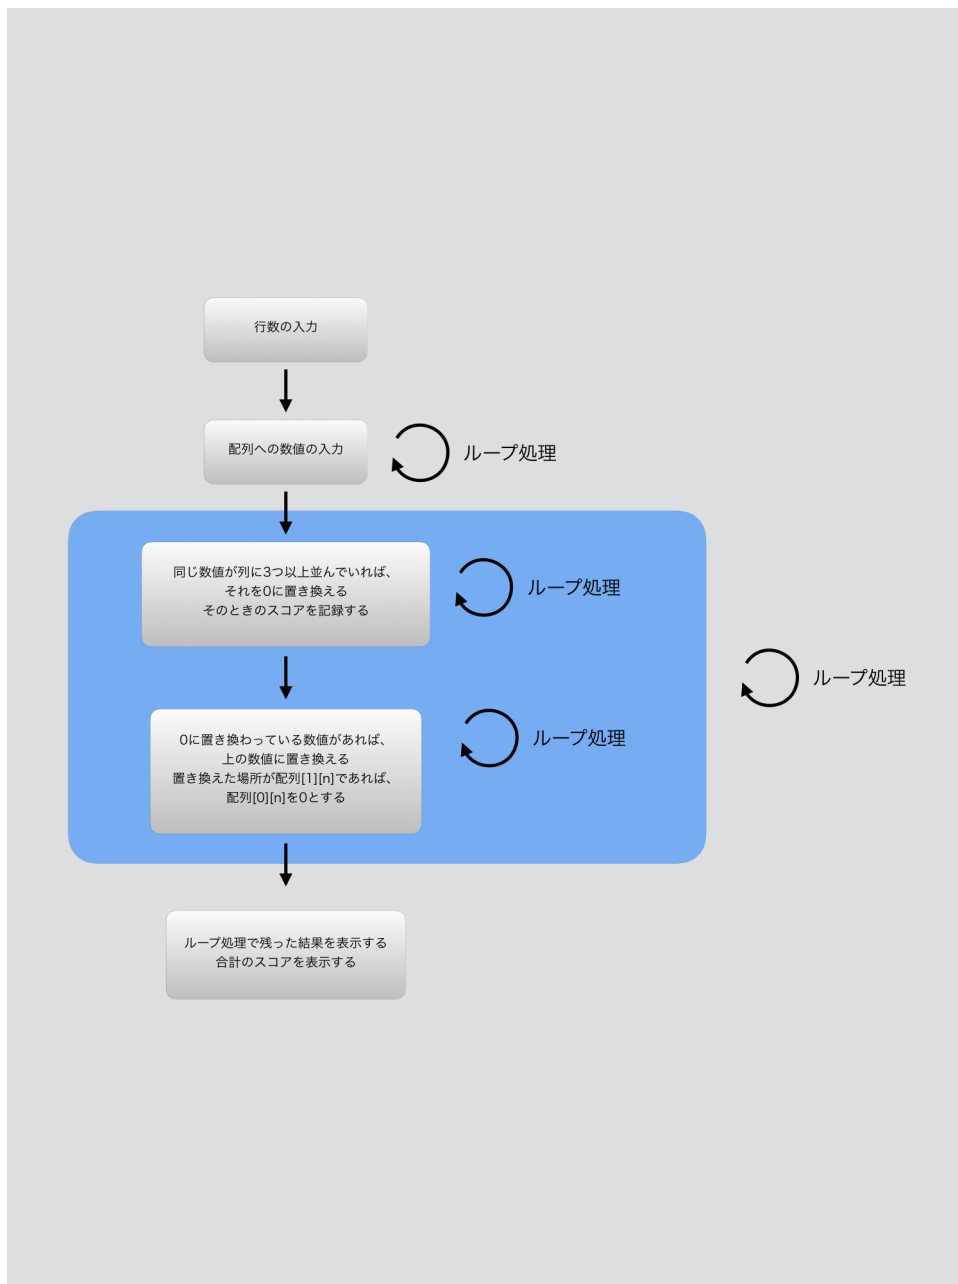 行数の入力
配列への数値の入力
ループ処理
同じ数値が列に3つ以上並んでいれば、
それを0に置き換える
そのときのスコアを記録する
ループ処理
ループ処理
0に置き換わっている数値があれば、
上の数値に置き換える
置き換えた場所が配列[1][n]であれば、
配列[0][n]を0とする
ループ処理
ループ処理で残った結果を表示する
合計のスコアを表示する